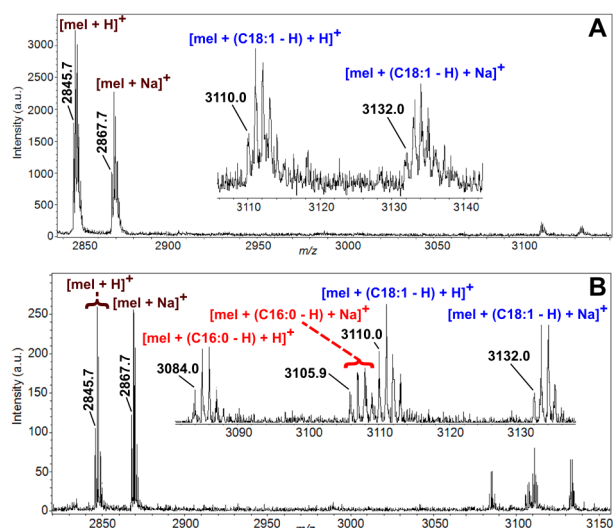 A
[mel + H]+
[mel + Na]+
2845.7
2867.7
[mel + (C18:1 - H) + H]+
[mel + (C18:1 - H) + Na]+
3110.0
3132.0
3110 3120 3130 3140
Intensity (a.u.)
3000
2500
2000
1500
1000
500
0
2850 2900 2950 3000 3050 3100
m/z
B
[mel + H]+
[mel + Na]+
2845.7
2867.7
[mel + (C18:1 - H) + H]+
[mel + (C16:0 - H) + Na]+
[mel + (C18:1 - H) + Na]+
[mel + (C16:0 - H) + H]+
3084.0
3105.9
3110.0
3132.0
3090 3100 3110 3120 3130
Intensity (a.u.)
250
200
150
100
50
0
2850 2900 2950 3000 3050 3100 3150
m/z